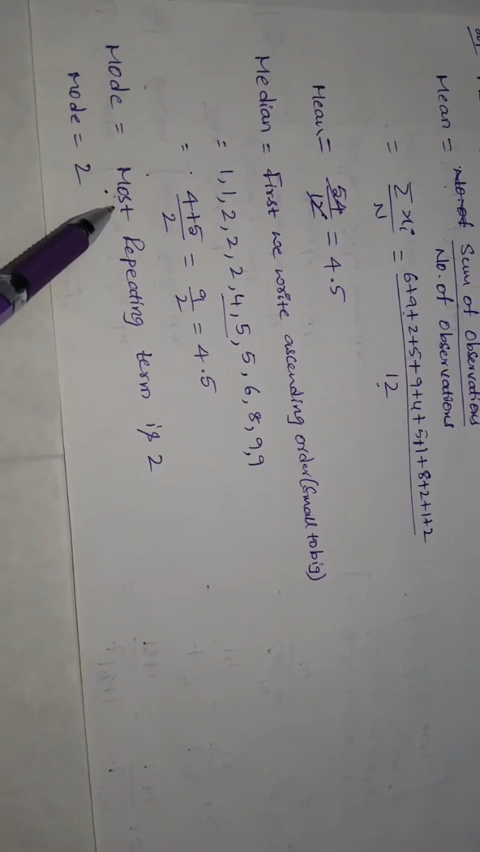 Mean = Sum of Observations
No. of Observations
= Σxi / N = 6+9+2+5+9+4+5+1+8+2+1+2
12
Mean = 54 / 12 = 4.5
Median = First we write ascending order (small to big)
= 1, 1, 2, 2, 2, 4, 5, 5, 6, 8, 9, 9
= 4+5 / 2 = 9 / 2 = 4.5
Mode = Most Repeating term is 2
Mode = 2